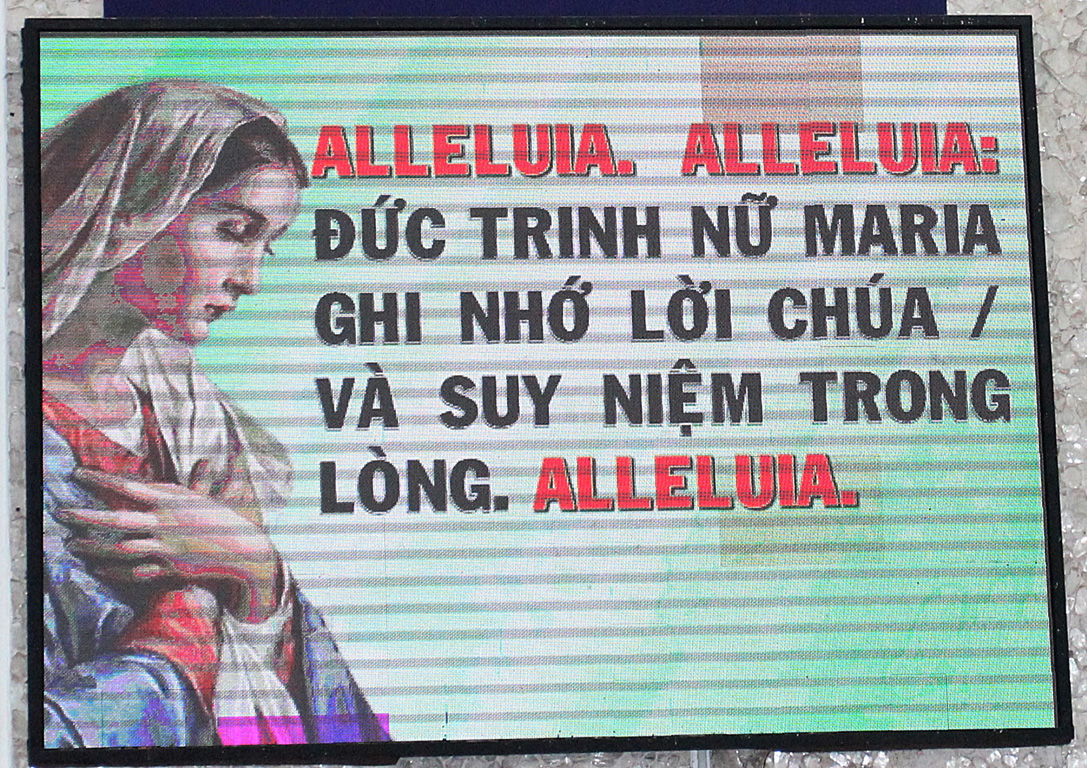 ALLELUIA. ALLELUIA:
ĐỨC TRINH NỮ MARIA
GHI NHỚ LỜI CHÚA /
VÀ SUY NIỆM TRONG
LÒNG. ALLELUIA.